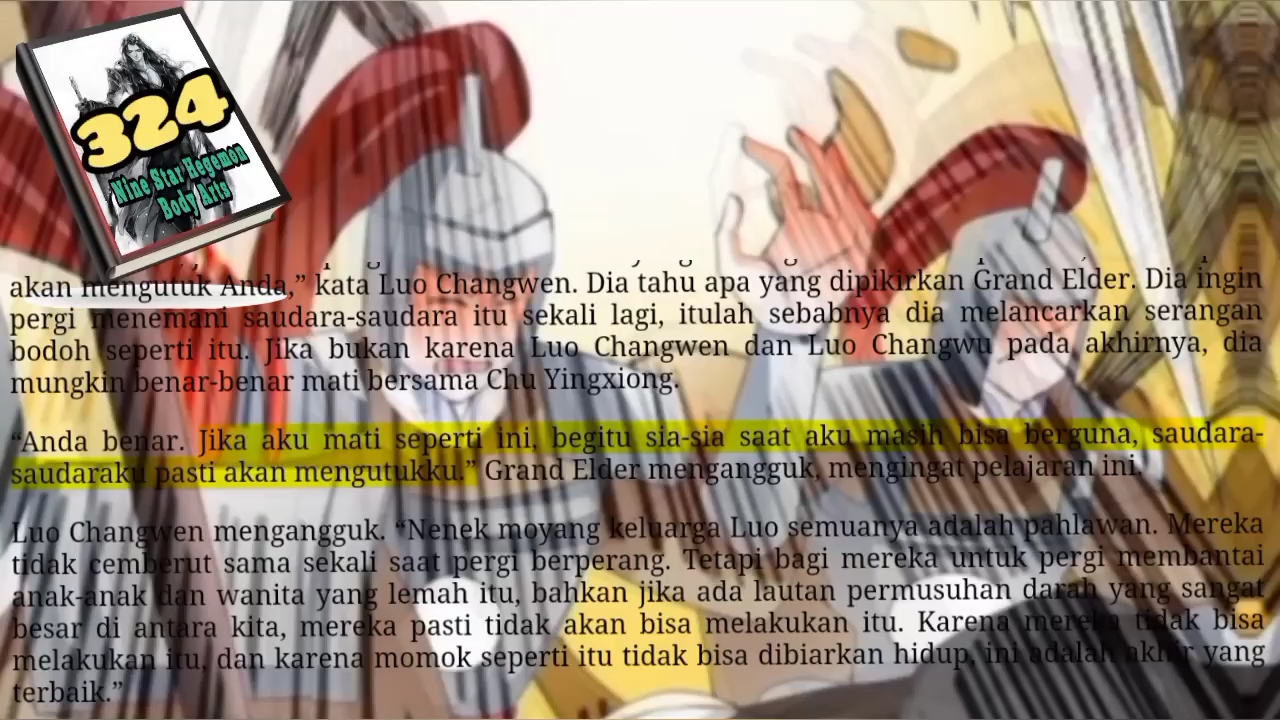 324
Nine Star Hegemon
Body Arts
akan mengutuk Anda,” kata Luo Changwen. Dia tahu apa yang dipikirkan Grand Elder. Dia ingin
pergi menemani saudara-saudara itu sekali lagi, itulah sebabnya dia melancarkan serangan
bodoh seperti itu. Jika bukan karena Luo Changwen dan Luo Changwu pada akhirnya, dia
mungkin benar-benar mati bersama Chu Yingxiong.
“Anda benar. Jika aku mati seperti ini, begitu sia-sia saat aku masih bisa berguna, saudara-
saudaraku pasti akan mengutukku.” Grand Elder mengangguk, mengingat pelajaran ini.
Luo Changwen mengangguk. “Nenek moyang keluarga Luo semuanya adalah pahlawan. Mereka
tidak cemberut sama sekali saat pergi berperang. Tetapi bagi mereka untuk pergi membantai
anak-anak dan wanita yang lemah itu, bahkan jika ada lautan permusuhan darah yang sangat
besar di antara kita, mereka pasti tidak akan bisa melakukan itu. Karena mereka tidak bisa
melakukan itu, dan karena momok seperti itu tidak bisa dibiarkan hidup, ini adalah akhir yang
terbaik.”